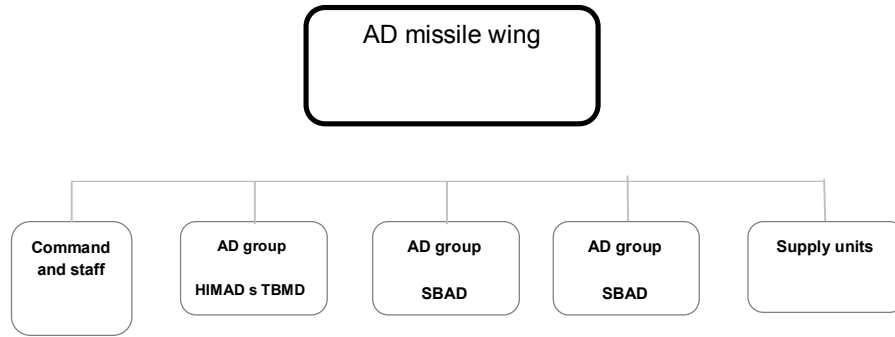 AD missile wing
Command
and staff
AD group
HIMAD s TBMD
AD group
SBAD
AD group
SBAD
Supply units